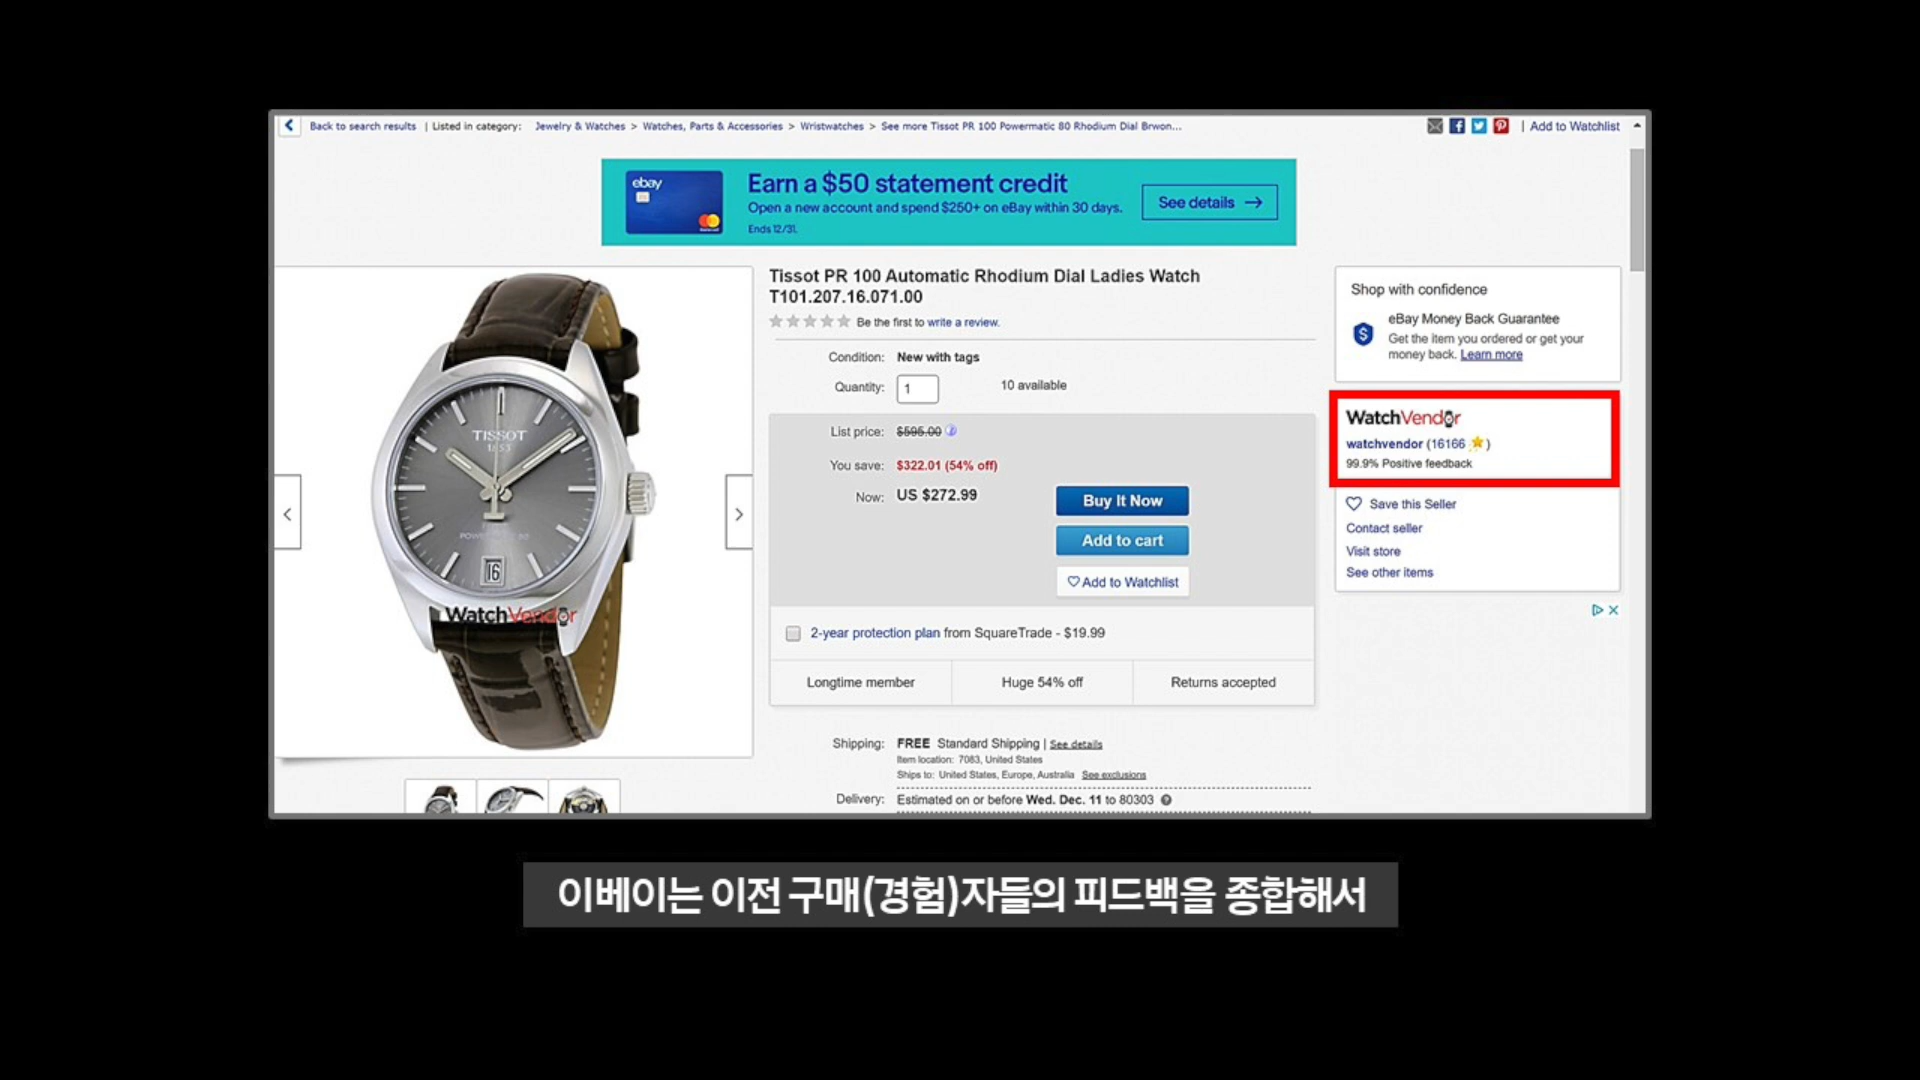 Back to search results | Listed in category: Jewelry & Watches > Watches, Parts & Accessories > Wristwatches > See more Tissot PR 100 Powermatic 80 Rhodium Dial Brwon...
| Add to Watchlist
ebay
Earn a $50 statement credit
Open a new account and spend $250+ on eBay within 30 days.
Ends 12/31.
See details →
Tissot PR 100 Automatic Rhodium Dial Ladies Watch
T101.207.16.071.00
Be the first to write a review.
Condition: New with tags
Quantity: 1 10 available
List price: $595.00
You save: $322.01 (54% off)
Now: US $272.99
Buy It Now
Add to cart
Add to Watchlist
2-year protection plan from SquareTrade - $19.99
Longtime member Huge 54% off Returns accepted
Shipping: FREE Standard Shipping | See details
Item location: 7083, United States
Ships to: United States, Europe, Australia See exclusions
Delivery: Estimated on or before Wed. Dec. 11 to 80303
Shop with confidence
eBay Money Back Guarantee
Get the item you ordered or get your
money back. Learn more
WatchVendor
watchvendor (16166 )
99.9% Positive feedback
Save this Seller
Contact seller
Visit store
See other items
TISSOT
1853
16
WatchVendor
이베이는 이전 구매(경험)자들의 피드백을 종합해서